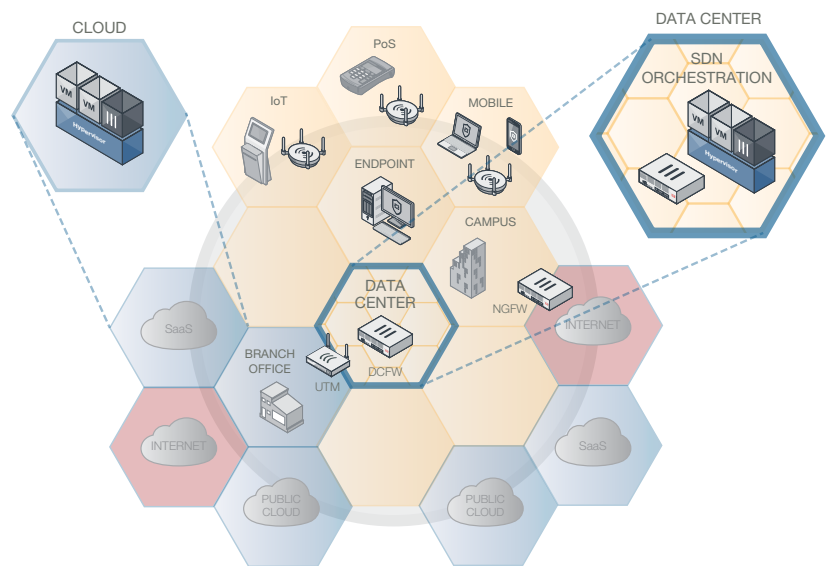 CLOUD
VM
VM
Hypervisor
PoS
IoT
MOBILE
DATA CENTER
SDN
ORCHESTRATION
VM
VM
Hypervisor
ENDPOINT
CAMPUS
DATA
CENTER
NGFW
SaaS
INTERNET
BRANCH
OFFICE
UTM
DCFW
INTERNET
SaaS
PUBLIC
CLOUD
PUBLIC
CLOUD